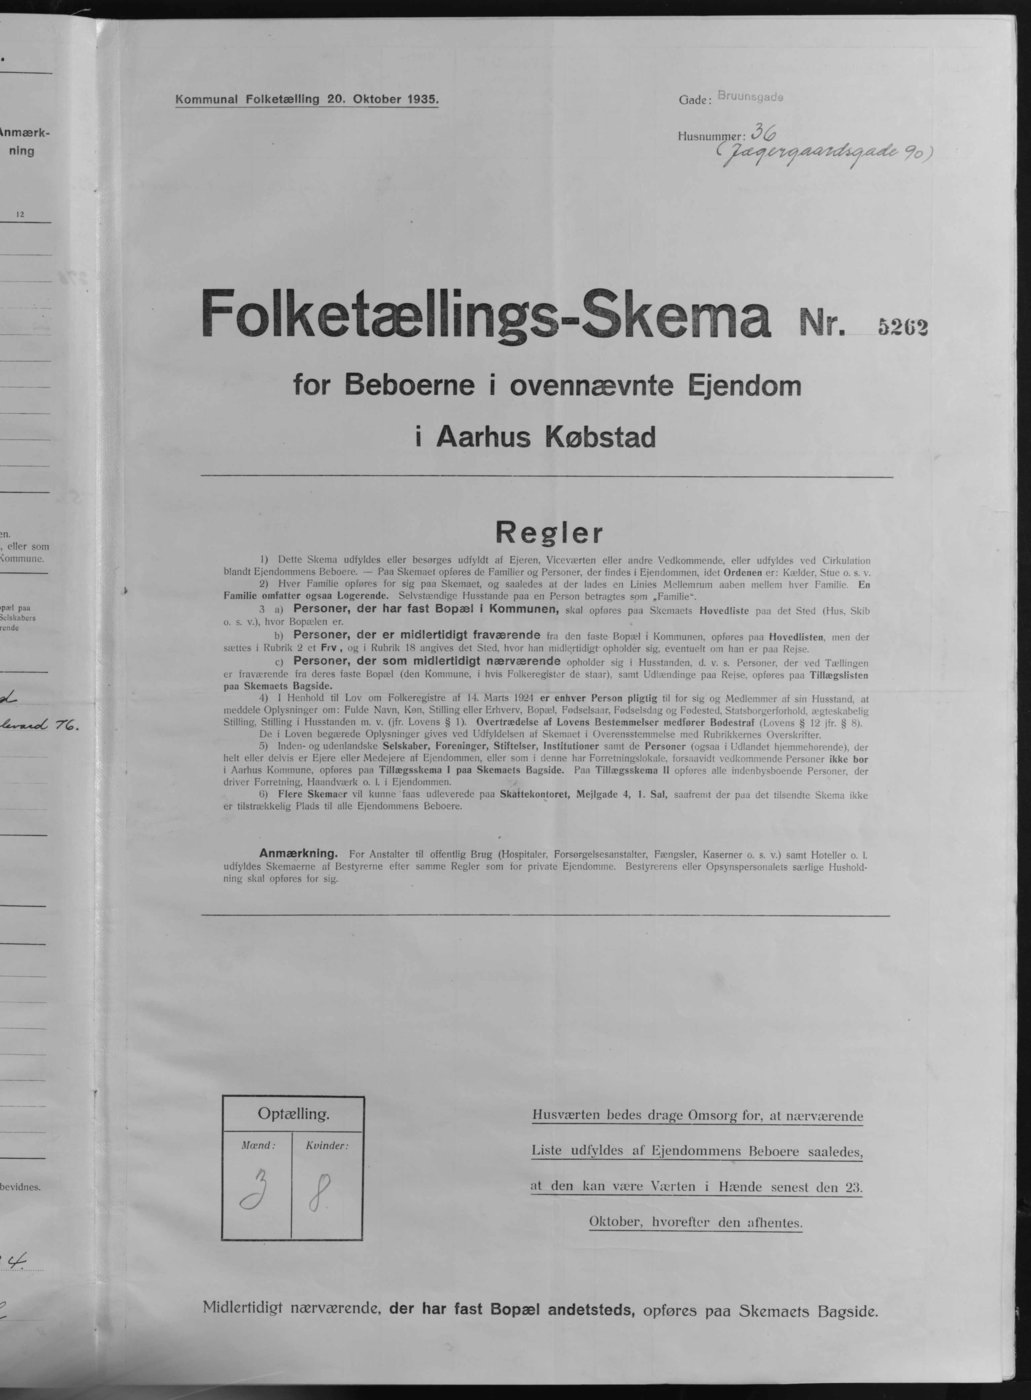 .
Anmærk-
ning
12
en.
, eller som
Kommune.
opæl paa
Selskabers
rende
d
levard 76.
bevidnes.
4.
Kommunal Folketælling 20. Oktober 1935.
Gade: Bruunsgade
Husnummer: 36
(Jægergaardsgade 90)
Folketællings-Skema Nr. 5262
for Beboerne i ovennævnte Ejendom
i Aarhus Købstad
Regler
1) Dette Skema udfyldes eller besørges udfyldt af Ejeren, Viceværten eller andre Vedkommende, eller udfyldes ved Cirkulation
blandt Ejendommens Beboere. — Paa Skemaet opføres de Familier og Personer, der findes i Ejendommen, idet Ordenen er: Kælder, Stue o. s. v.
2) Hver Familie opføres for sig paa Skemaet, og saaledes at der lades en Linies Mellemrum aaben mellem hver Familie. En
Familie omfatter ogsaa Logerende. Selvstændige Husstande paa en Person betragtes som „Familie“.
3 a) Personer, der har fast Bopæl i Kommunen, skal opføres paa Skemaets Hovedliste paa det Sted (Hus, Skib
o. s. v.), hvor Bopælen er.
b) Personer, der er midlertidigt fraværende fra den faste Bopæl i Kommunen, opføres paa Hovedlisten, men der
sættes i Rubrik 2 et Frv., og i Rubrik 18 angives det Sted, hvor han midlertidigt opholder sig, eventuelt om han er paa Rejse.
c) Personer, der som midlertidigt nærværende opholder sig i Husstanden, d. v. s. Personer, der ved Tællingen
er fraværende fra deres faste Bopæl (den Kommune, i hvis Folkeregister de staar), samt Udlændinge paa Rejse, opføres paa Tillægslisten
paa Skemaets Bagside.
4) I Henhold til Lov om Folkeregistre af 14. Marts 1924 er enhver Person pligtig til for sig og Medlemmer af sin Husstand, at
meddele Oplysninger om: Fulde Navn, Køn, Stilling eller Erhverv, Bopæl, Fødselsaar, Fødselsdag og Fødested, Statsborgerforhold, ægteskabelig
Stilling, Stilling i Husstanden m. v. (jfr. Lovens § 1). Overtrædelse af Lovens Bestemmelser medfører Bødestraf (Lovens § 12 jfr. § 8).
De i Loven begærede Oplysninger gives ved Udfyldelsen af Skemaet i Overensstemmelse med Rubrikkernes Overskrifter.
5) Inden- og udenlandske Selskaber, Foreninger, Stiftelser, Institutioner samt de Personer (ogsaa i Udlandet hjemmehørende), der
helt eller delvis er Ejere eller Medejere af Ejendommen, eller som i denne har Forretningslokale, forsaavidt vedkommende Personer ikke bor
i Aarhus Kommune, opføres paa Tillægsskema I paa Skemaets Bagside. Paa Tillægsskema II opføres alle indenbysboende Personer, der
driver Forretning, Haandværk o. l. i Ejendommen.
6) Flere Skemaer vil kunne faas udleverede paa Skattekontoret, Mejlgade 4, 1. Sal, saafremt der paa det tilsendte Skema ikke
er tilstrækkelig Plads til alle Ejendommens Beboere.
Anmærkning. For Anstalter til offentlig Brug (Hospitaler, Forsørgelsesanstalter, Fængsler, Kaserner o. s. v.) samt Hoteller o. l.
udfyldes Skemaerne af Bestyrerne efter samme Regler som for private Ejendomme. Bestyrerens eller Opsynspersonalets særlige Hushold-
ning skal opføres for sig.
Optælling.
Mænd: Kvinder:
3 8
Husværten bedes drage Omsorg for, at nærværende
Liste udfyldes af Ejendommens Beboere saaledes,
at den kan være Værten i Hænde senest den 23.
Oktober, hvorefter den afhentes.
Midlertidigt nærværende, der har fast Bopæl andetsteds, opføres paa Skemaets Bagside.